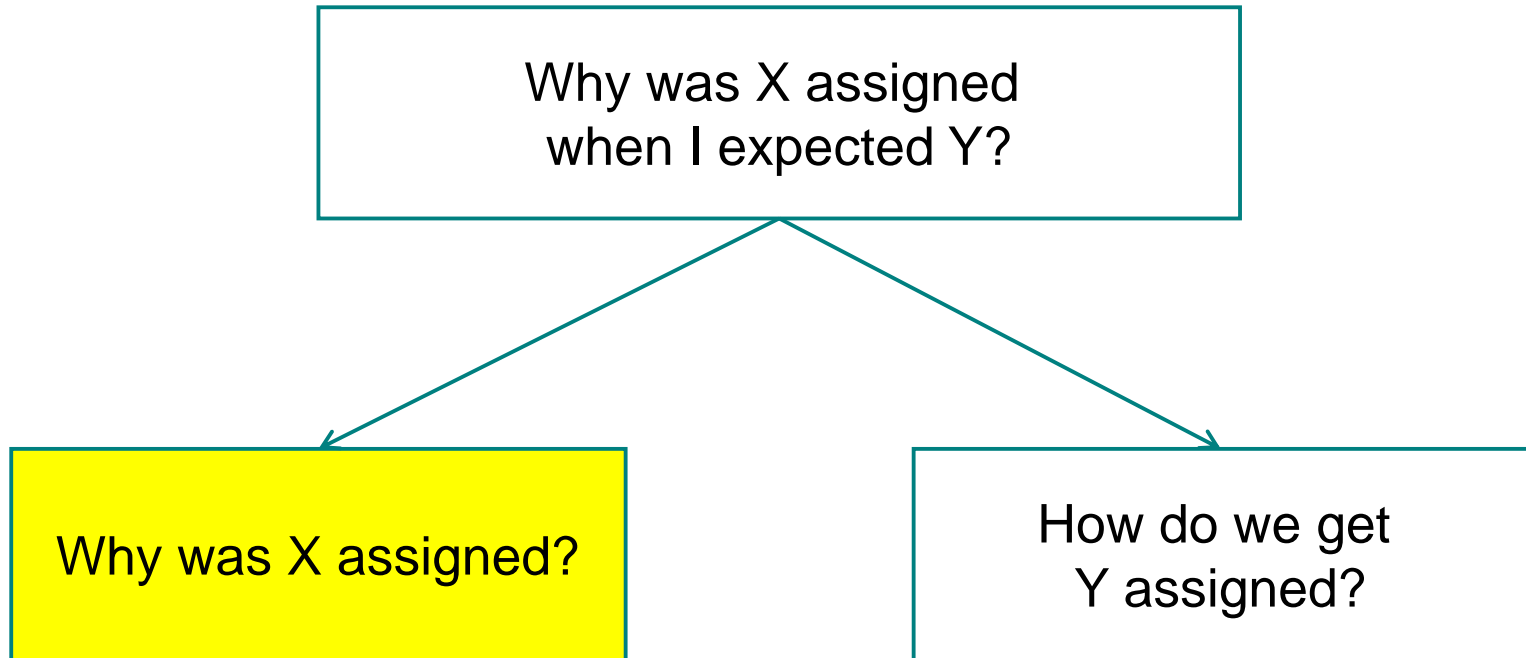 Why was X assigned
when I expected Y?
Why was X assigned?
How do we get
Y assigned?